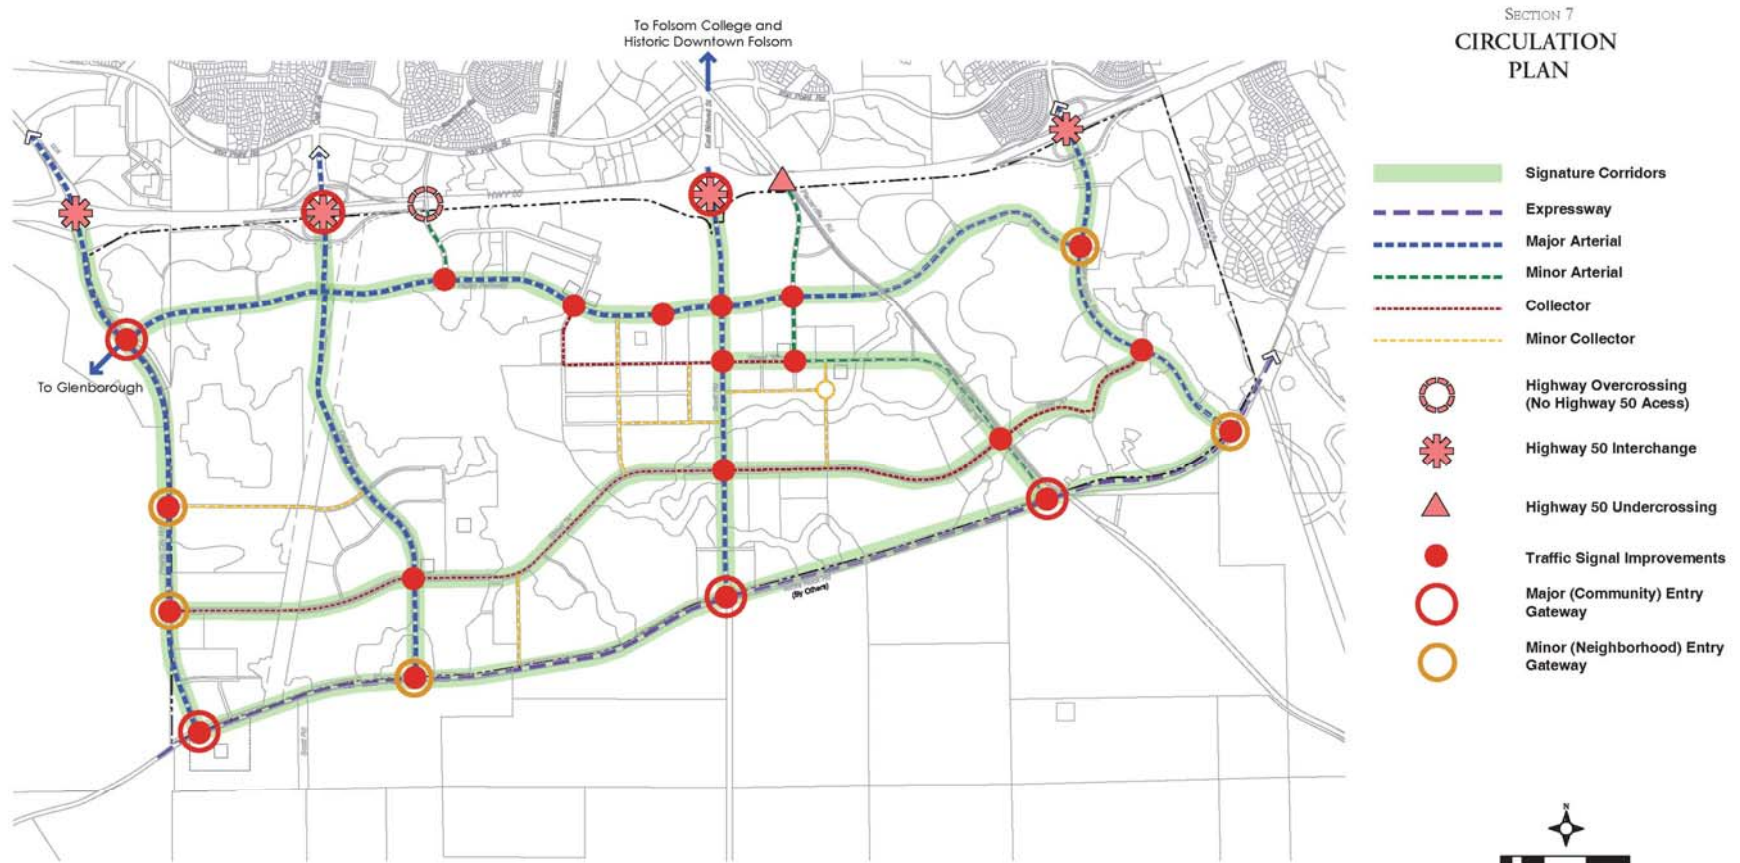 To Folsom College and
Historic Downtown Folsom
SECTION 7
CIRCULATION
PLAN
HWY 50
To Glenborough
(By Others)
Signature Corridors
Expressway
Major Arterial
Minor Arterial
Collector
Minor Collector
Highway Overcrossing
(No Highway 50 Acess)
Highway 50 Interchange
Highway 50 Undercrossing
Traffic Signal Improvements
Major (Community) Entry
Gateway
Minor (Neighborhood) Entry
Gateway
N